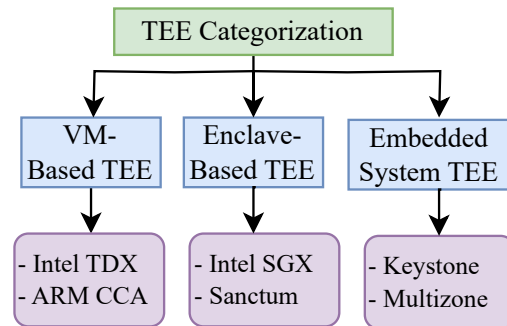 TEE Categorization
VM-
Based TEE
Enclave-
Based TEE
Embedded
System TEE
- Intel TDX
- ARM CCA
- Intel SGX
- Sanctum
- Keystone
- Multizone